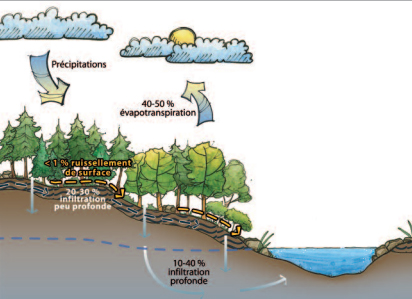 Précipitations
40-50 %
évapotranspiration
< 1 % ruissellement
de surface
20-30 %
infiltration
peu profonde
10-40 %
infiltration
profonde